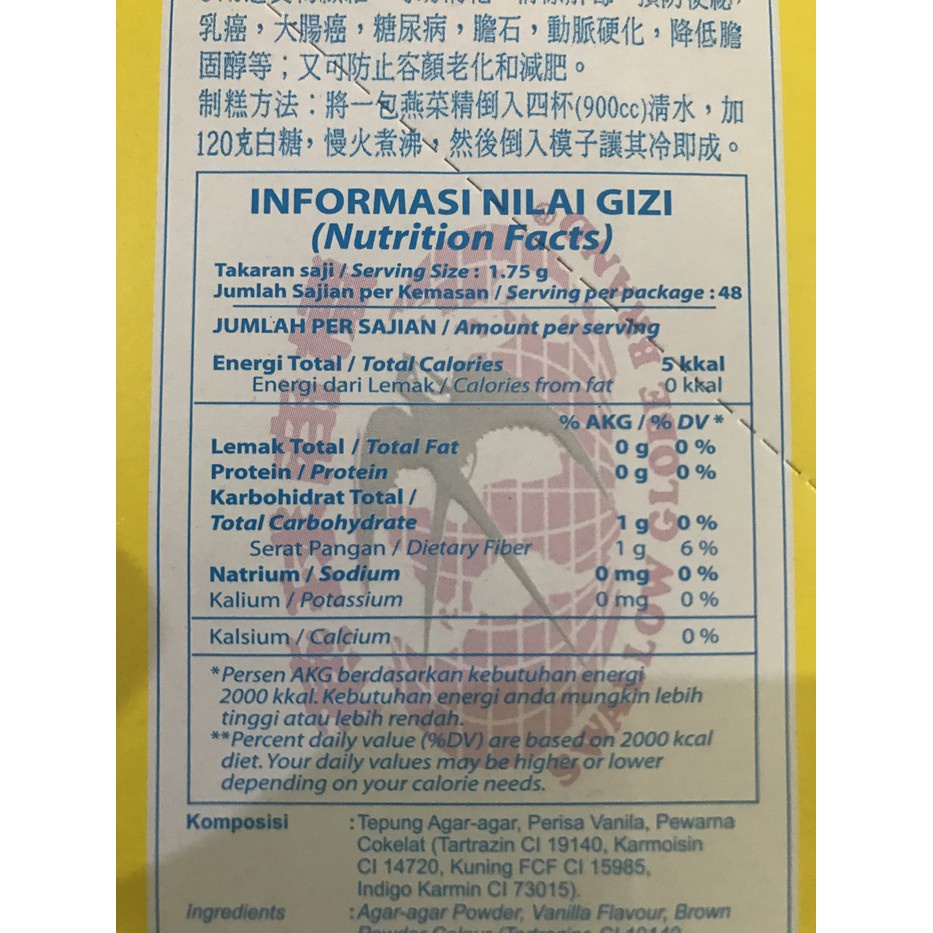 乳癌，大腸癌，糖尿病，膽石，動脈硬化，降低膽
固醇等；又可防止容顏老化和減肥。
制糕方法：將一包燕菜精倒入四杯(900cc)清水，加
120克白糖，慢火煮沸，然後倒入模子讓其冷即成。
INFORMASI NILAI GIZI
(Nutrition Facts)
Takaran saji / Serving Size : 1.75 g
Jumlah Sajian per Kemasan / Serving per package : 48
JUMLAH PER SAJIAN / Amount per serving
Energi Total / Total Calories 5 kkal
Energi dari Lemak / Calories from fat 0 kkal
% AKG / % DV *
Lemak Total / Total Fat 0 g 0 %
Protein / Protein 0 g 0 %
Karbohidrat Total /
Total Carbohydrate 1 g 0 %
Serat Pangan / Dietary Fiber 1 g 6 %
Natrium / Sodium 0 mg 0 %
Kalium / Potassium 0 mg 0 %
Kalsium / Calcium 0 %
*Persen AKG berdasarkan kebutuhan energi
2000 kkal. Kebutuhan energi anda mungkin lebih
tinggi atau lebih rendah.
**Percent daily value (%DV) are based on 2000 kcal
diet. Your daily values may be higher or lower
depending on your calorie needs.
SWALLOW GLOBE BRAND®
Komposisi : Tepung Agar-agar, Perisa Vanila, Pewarna
Cokelat (Tartrazin CI 19140, Karmoisin
CI 14720, Kuning FCF CI 15985,
Indigo Karmin CI 73015).
Ingredients : Agar-agar Powder, Vanilla Flavour, Brown